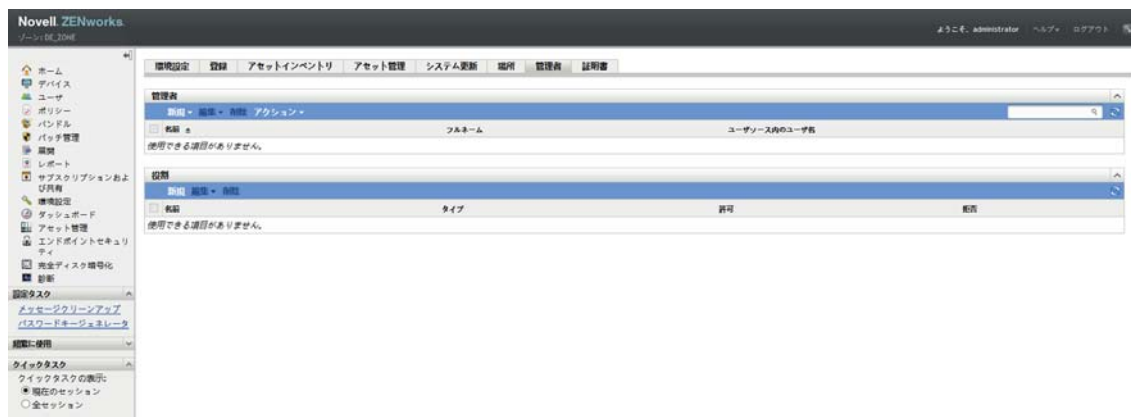 Novell ZENworks.
ゾーン: DE_ZONE
ようこそ、administrator ヘルプ ログアウト
ホーム
デバイス
ユーザ
ポリシー
バンドル
パッチ管理
展開
レポート
サブスクリプションおよ
び共有
環境設定
ダッシュボード
アセット管理
エンドポイントセキュリ
ティ
完全ディスク暗号化
診断
設定タスク
メッセージクリーンアップ
パスワードキージェネレータ
頻繁に使用
クイックタスク
クイックタスクの表示:
現在のセッション
全セッション
環境設定 登録 アセットインベントリ アセット管理 システム更新 場所 管理者 証明書
管理者
新規 編集 削除 アクション
名前 フルネーム ユーザソース内のユーザ名
使用できる項目がありません。
役割
新規 編集 削除
名前 タイプ 許可 拒否
使用できる項目がありません。